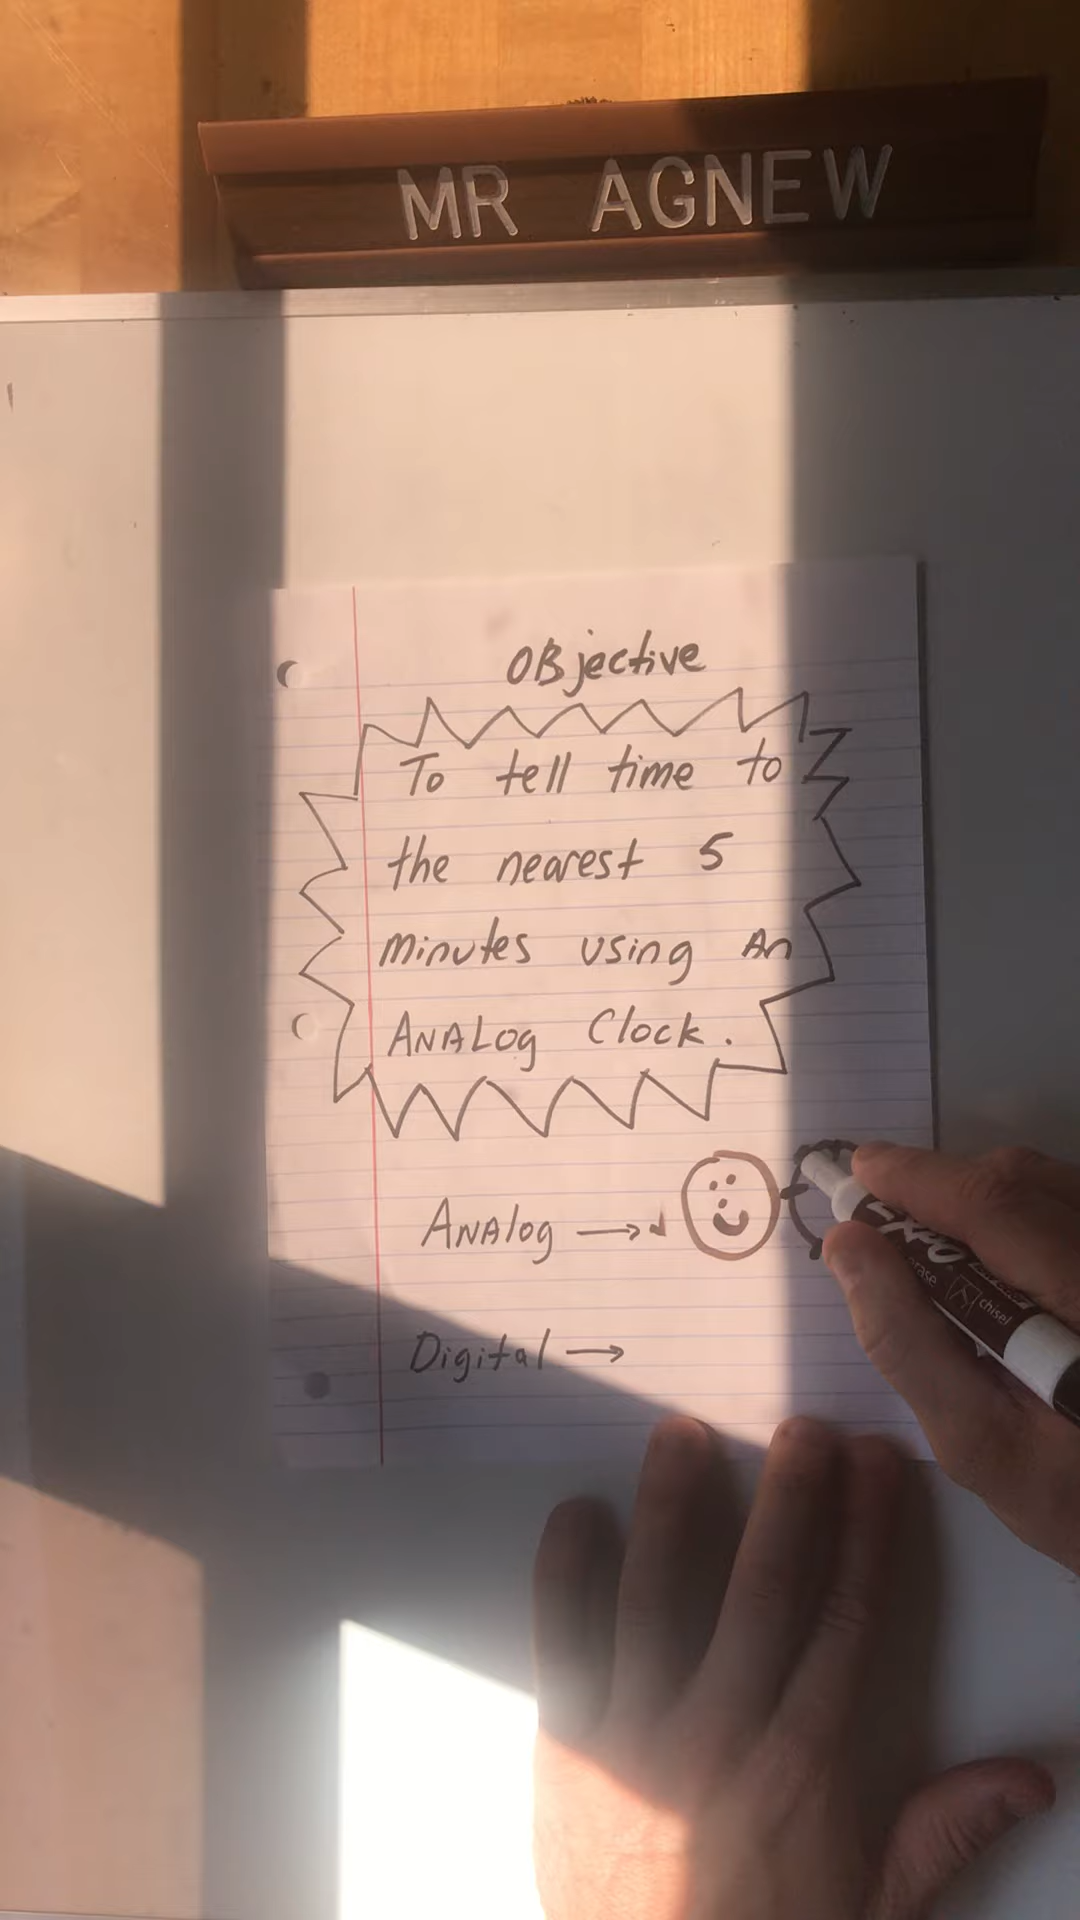 MR AGNEW
OBjective
To tell time to
the nearest 5
minutes using An
ANALog Clock.
ANAlog →
Digital →
EXPO
erase
chisel